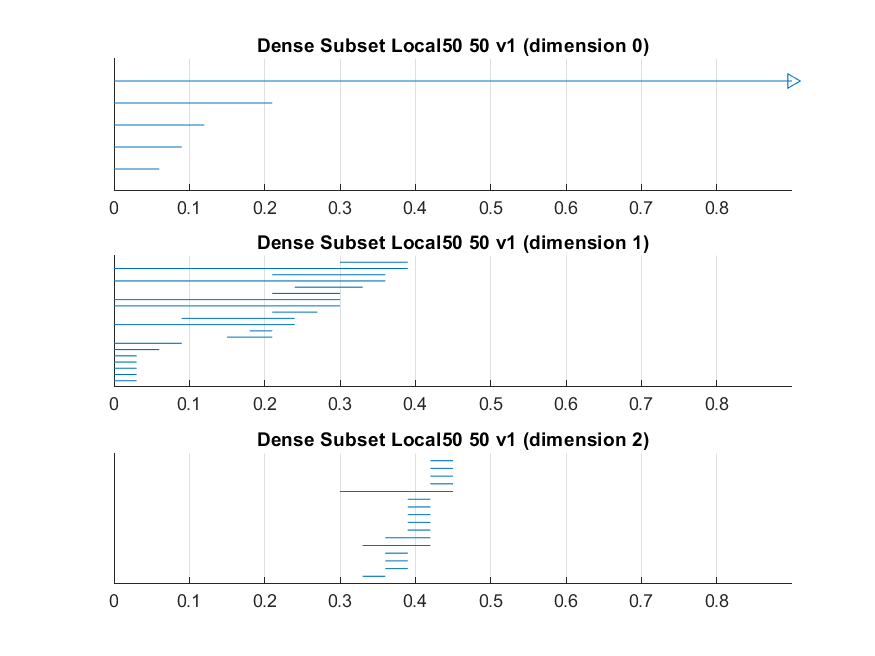 Dense Subset Local50 50 v1 (dimension 0)
0 0.1 0.2 0.3 0.4 0.5 0.6 0.7 0.8
Dense Subset Local50 50 v1 (dimension 1)
0 0.1 0.2 0.3 0.4 0.5 0.6 0.7 0.8
Dense Subset Local50 50 v1 (dimension 2)
0 0.1 0.2 0.3 0.4 0.5 0.6 0.7 0.8